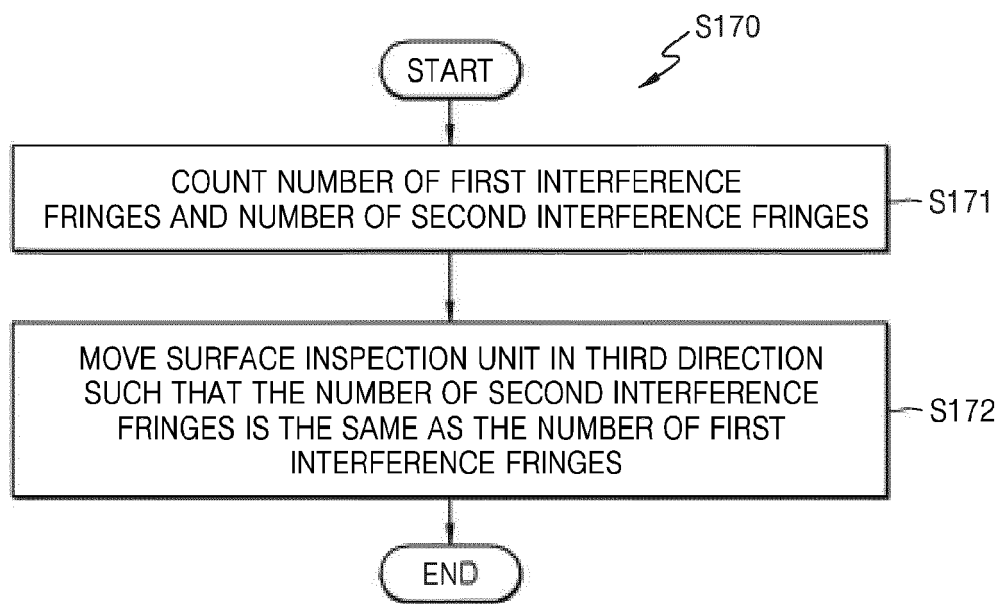 S170
START
COUNT NUMBER OF FIRST INTERFERENCE
FRINGES AND NUMBER OF SECOND INTERFERENCE FRINGES
S171
MOVE SURFACE INSPECTION UNIT IN THIRD DIRECTION
SUCH THAT THE NUMBER OF SECOND INTERFERENCE
FRINGES IS THE SAME AS THE NUMBER OF FIRST
INTERFERENCE FRINGES
S172
END